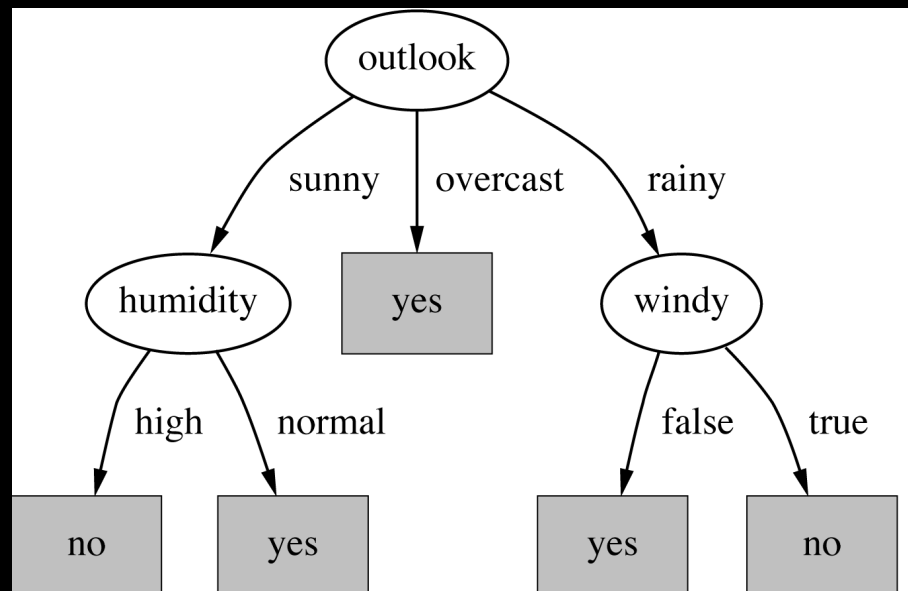 outlook
sunny overcast rainy
humidity yes windy
high normal false true
no yes yes no